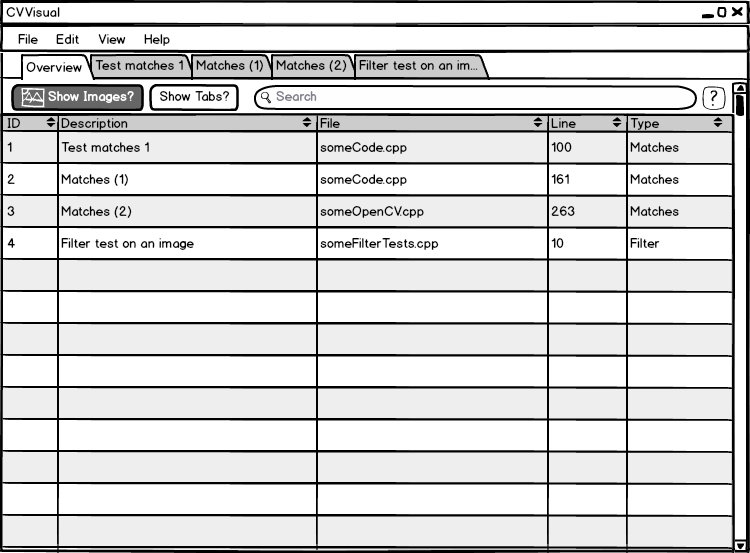 CVVisual
File Edit View Help
Overview Test matches 1 Matches (1) Matches (2) Filter test on an im...
Show Images? Show Tabs? Search ?
ID Description File Line Type
1 Test matches 1 someCode.cpp 100 Matches
2 Matches (1) someCode.cpp 161 Matches
3 Matches (2) someOpenCV.cpp 263 Matches
4 Filter test on an image someFilterTests.cpp 10 Filter